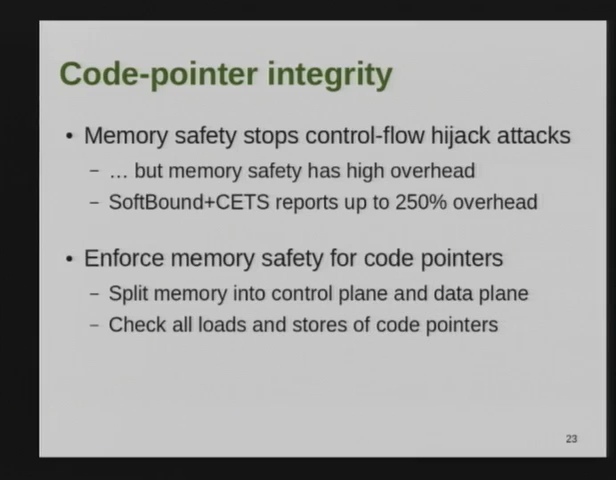 Code-pointer integrity
• Memory safety stops control-flow hijack attacks
– … but memory safety has high overhead
– SoftBound+CETS reports up to 250% overhead
• Enforce memory safety for code pointers
– Split memory into control plane and data plane
– Check all loads and stores of code pointers
23